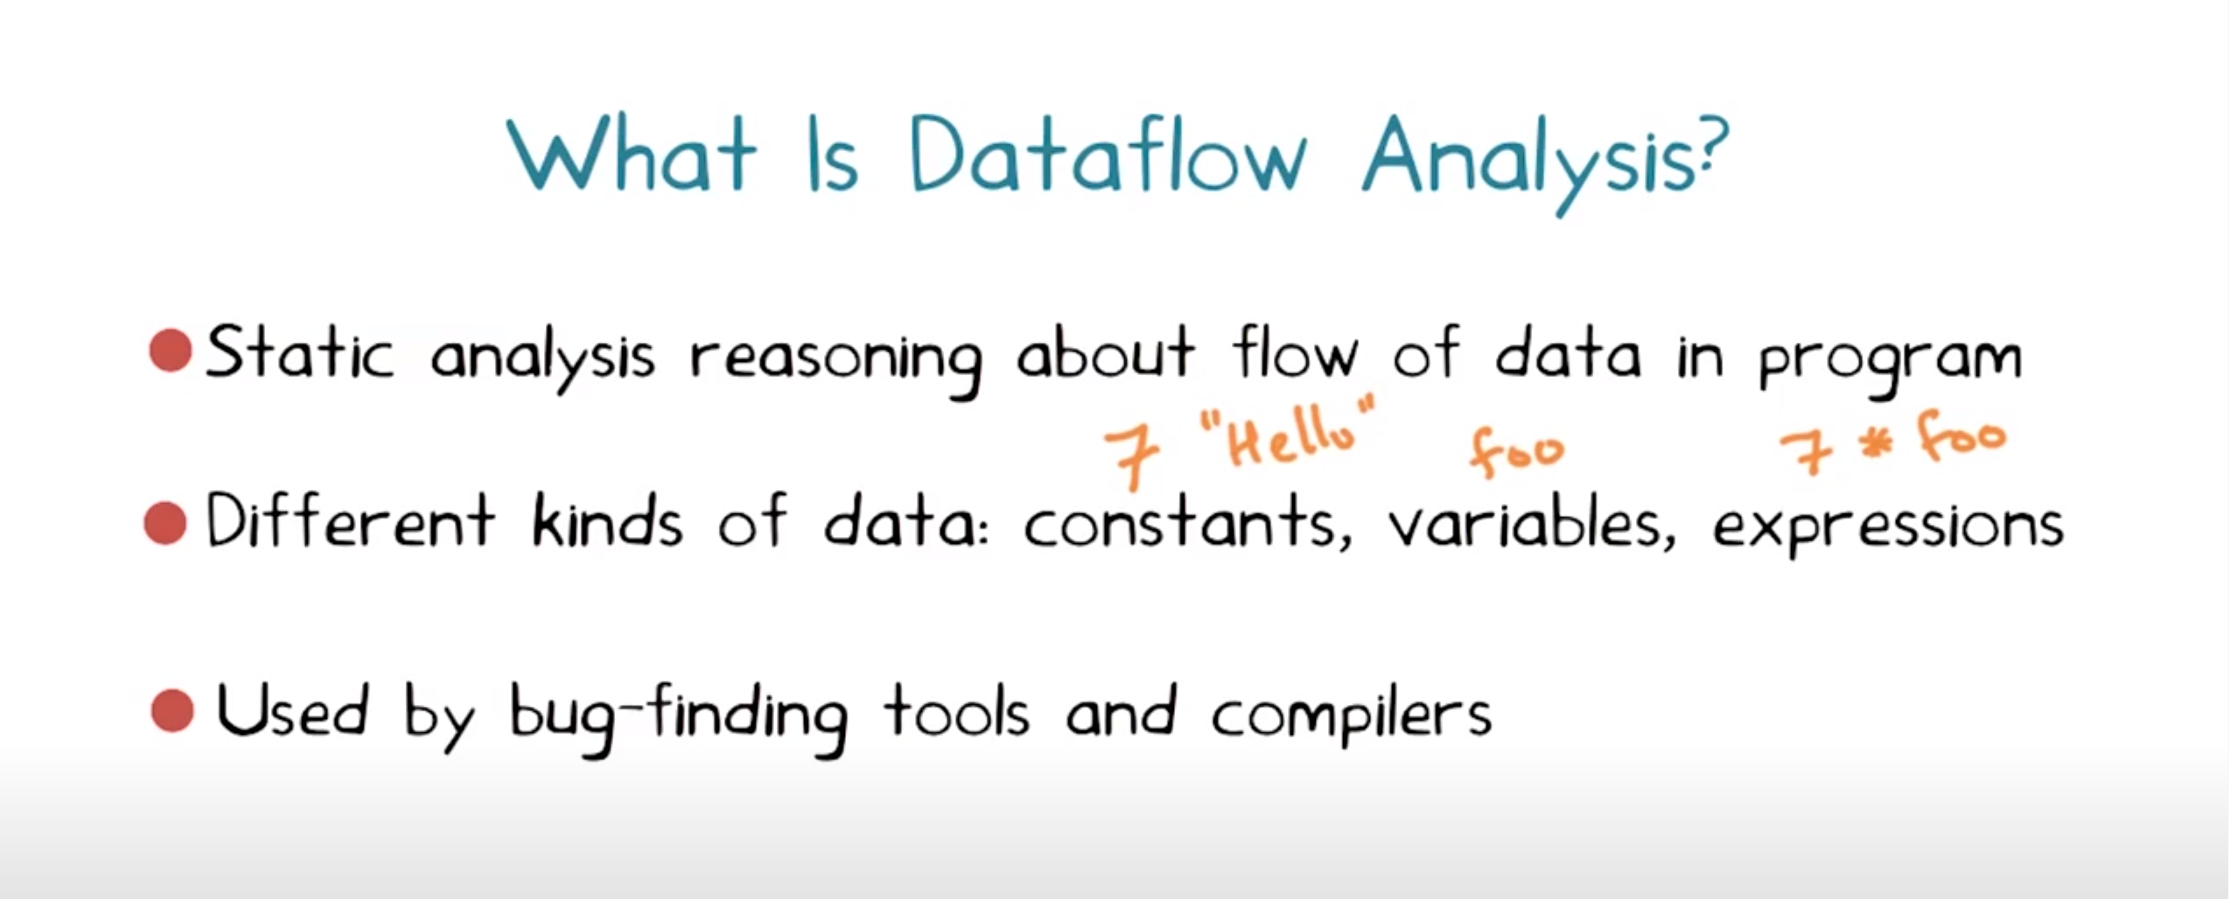 What Is Dataflow Analysis?
Static analysis reasoning about flow of data in program
7 "Hello" foo 7 * foo
Different kinds of data: constants, variables, expressions
Used by bug-finding tools and compilers